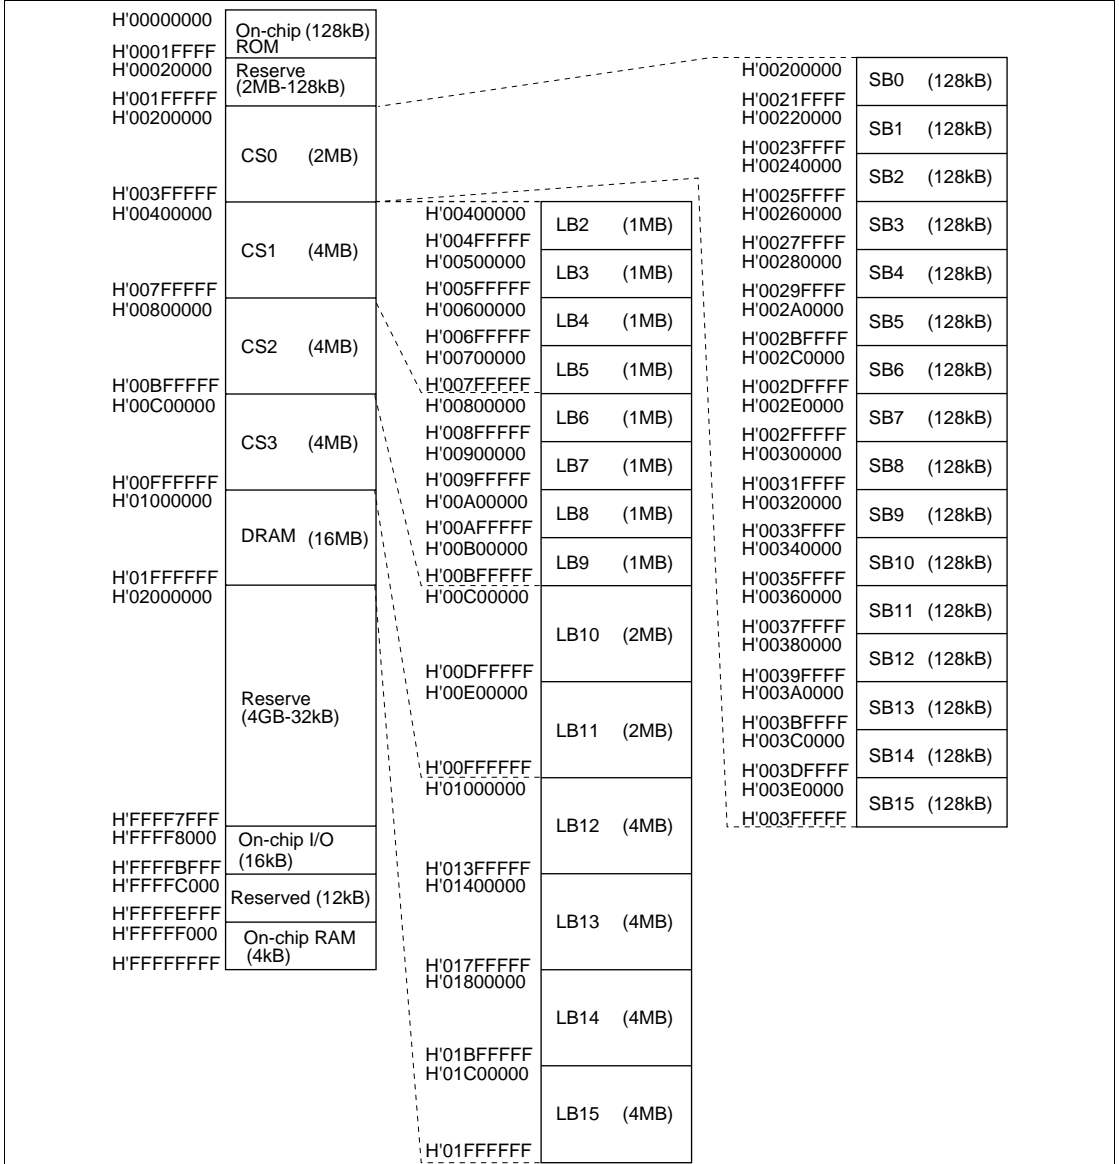 H'00000000
On-chip (128kB)
ROM
H'0001FFFF
H'00020000
Reserve
(2MB-128kB)
H'001FFFFF
H'00200000
CS0 (2MB)
H'003FFFFF
H'00400000
CS1 (4MB)
H'007FFFFF
H'00800000
CS2 (4MB)
H'00BFFFFF
H'00C00000
CS3 (4MB)
H'00FFFFFF
H'01000000
DRAM (16MB)
H'01FFFFFF
H'02000000
Reserve
(4GB-32kB)
H'FFFF7FFF
H'FFFF8000
On-chip I/O
(16kB)
H'FFFFBFFF
H'FFFFC000
Reserved (12kB)
H'FFFFEFFF
H'FFFFF000
On-chip RAM
(4kB)
H'FFFFFFFF
H'00400000
LB2 (1MB)
H'004FFFFF
H'00500000
LB3 (1MB)
H'005FFFFF
H'00600000
LB4 (1MB)
H'006FFFFF
H'00700000
LB5 (1MB)
H'007FFFFF
H'00800000
LB6 (1MB)
H'008FFFFF
H'00900000
LB7 (1MB)
H'009FFFFF
H'00A00000
LB8 (1MB)
H'00AFFFFF
H'00B00000
LB9 (1MB)
H'00BFFFFF
H'00C00000
LB10 (2MB)
H'00DFFFFF
H'00E00000
LB11 (2MB)
H'00FFFFFF
H'01000000
LB12 (4MB)
H'013FFFFF
H'01400000
LB13 (4MB)
H'017FFFFF
H'01800000
LB14 (4MB)
H'01BFFFFF
H'01C00000
LB15 (4MB)
H'01FFFFFF
H'00200000
SB0 (128kB)
H'0021FFFF
H'00220000
SB1 (128kB)
H'0023FFFF
H'00240000
SB2 (128kB)
H'0025FFFF
H'00260000
SB3 (128kB)
H'0027FFFF
H'00280000
SB4 (128kB)
H'0029FFFF
H'002A0000
SB5 (128kB)
H'002BFFFF
H'002C0000
SB6 (128kB)
H'002DFFFF
H'002E0000
SB7 (128kB)
H'002FFFFF
H'00300000
SB8 (128kB)
H'0031FFFF
H'00320000
SB9 (128kB)
H'0033FFFF
H'00340000
SB10 (128kB)
H'0035FFFF
H'00360000
SB11 (128kB)
H'0037FFFF
H'00380000
SB12 (128kB)
H'0039FFFF
H'003A0000
SB13 (128kB)
H'003BFFFF
H'003C0000
SB14 (128kB)
H'003DFFFF
H'003E0000
SB15 (128kB)
H'003FFFFF